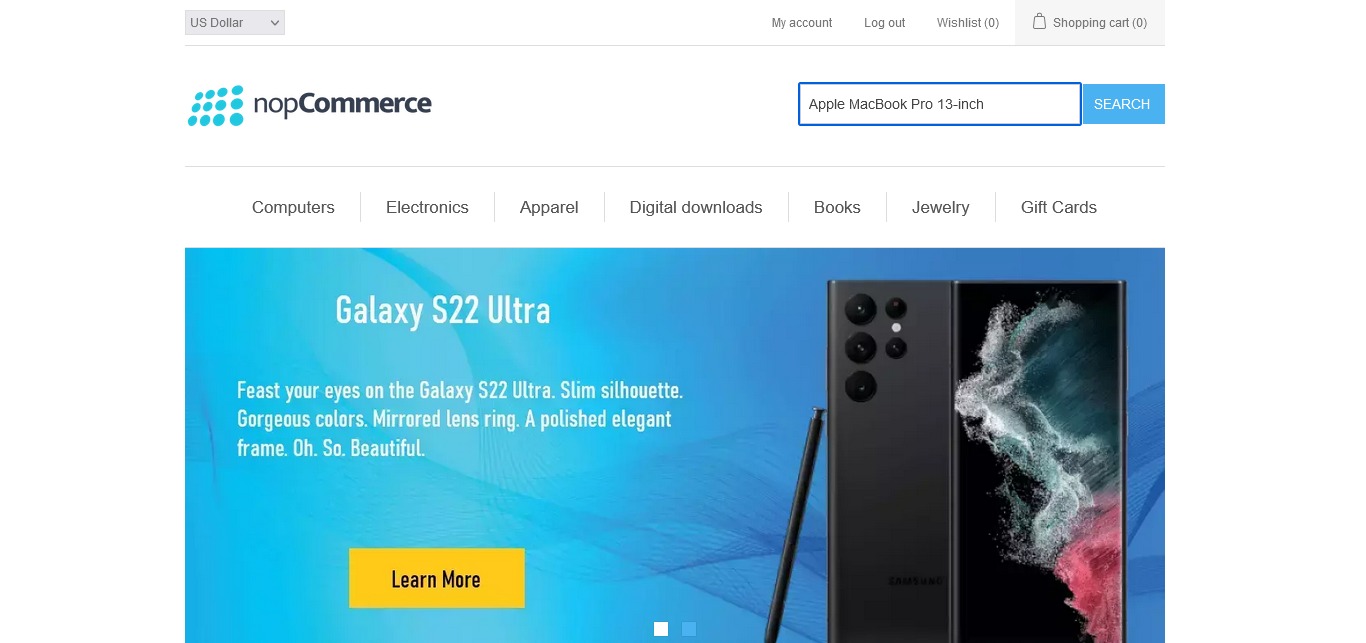 US Dollar
My account
Log out
Wishlist (0)
Shopping cart (0)
nopCommerce
Apple MacBook Pro 13-inch
SEARCH
Computers
Electronics
Apparel
Digital downloads
Books
Jewelry
Gift Cards
Galaxy S22 Ultra
Feast your eyes on the Galaxy S22 Ultra. Slim silhouette.
Gorgeous colors. Mirrored lens ring. A polished elegant
frame. Oh. So. Beautiful.
Learn More
SAMSUNG